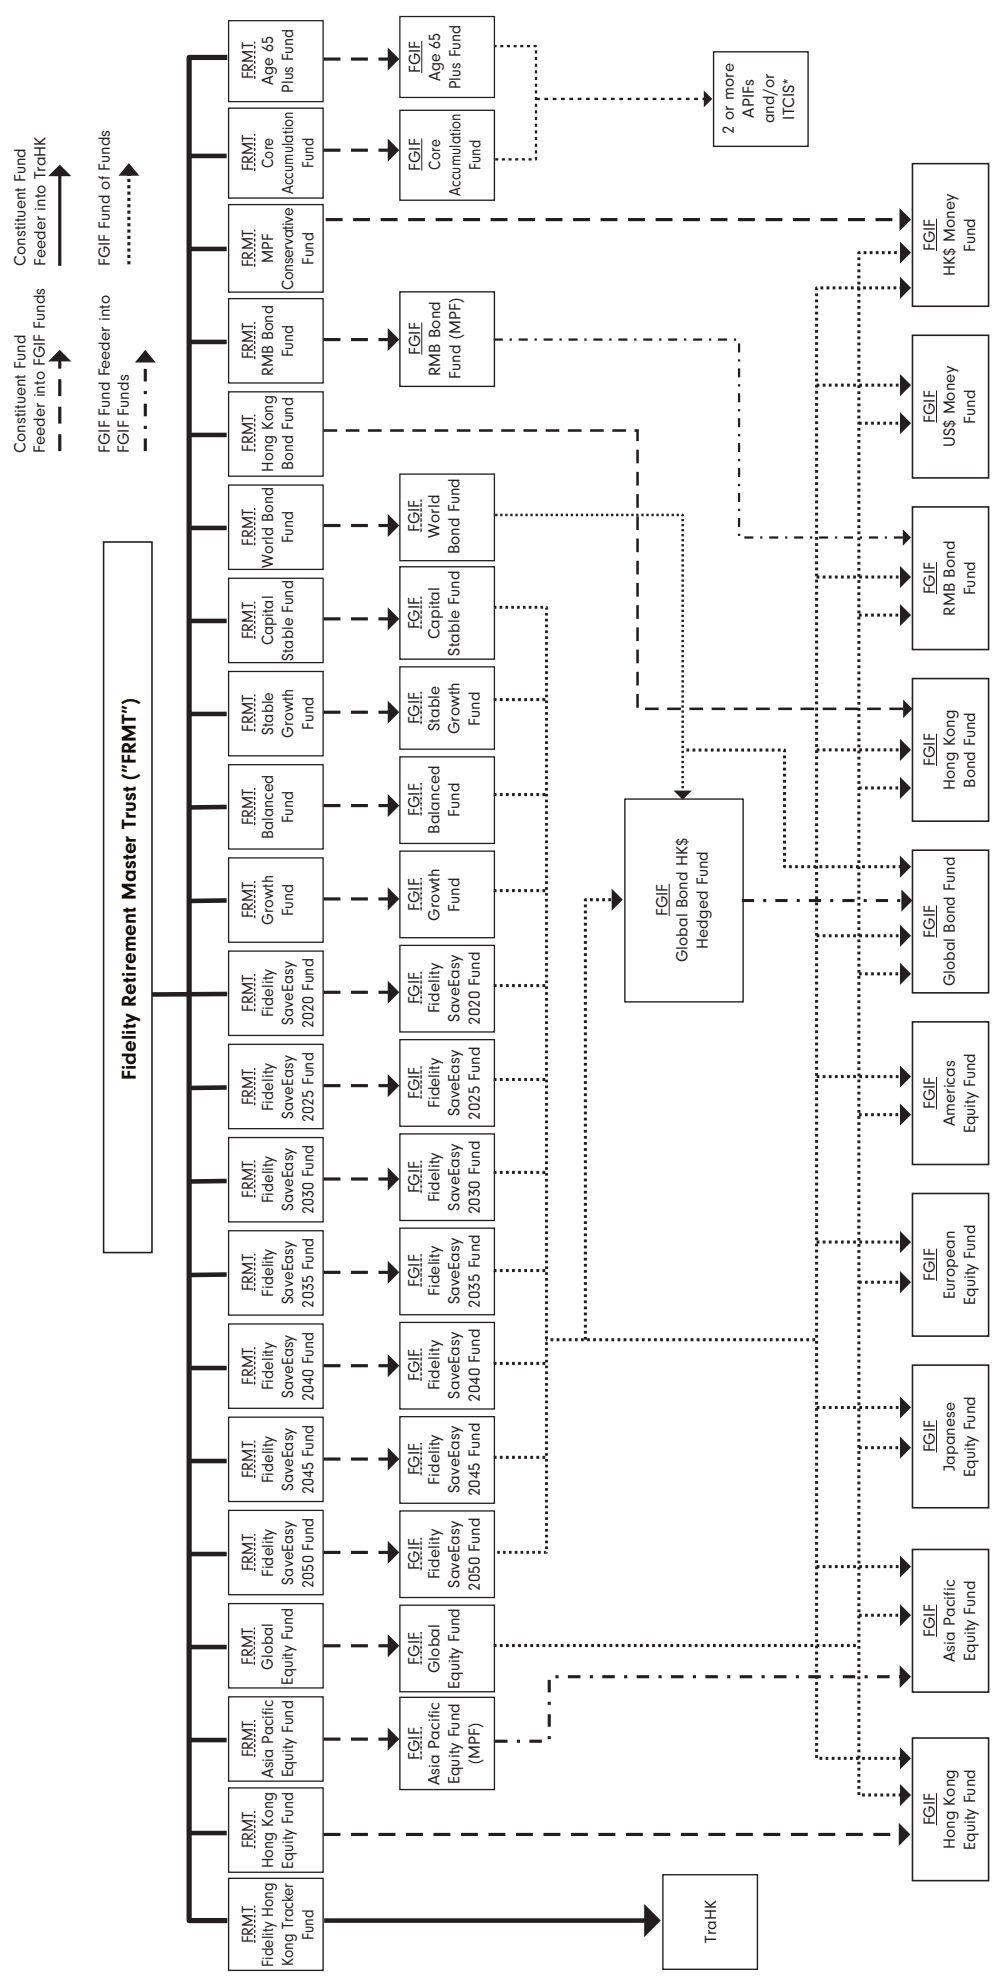 Fidelity Retirement Master Trust ("FRMT")
Constituent Fund
Feeder into FGIF Funds
Constituent Fund
Feeder into TraHK
FGIF Fund Feeder into
FGIF Funds
FGIF Fund of Funds
FRMT
Fidelity Hong
Kong Tracker
Fund
FRMT
Hong Kong
Equity Fund
FRMT
Asia Pacific
Equity Fund
FRMT
Global
Equity Fund
FRMT
Fidelity
SaveEasy
2050 Fund
FRMT
Fidelity
SaveEasy
2045 Fund
FRMT
Fidelity
SaveEasy
2040 Fund
FRMT
Fidelity
SaveEasy
2035 Fund
FRMT
Fidelity
SaveEasy
2030 Fund
FRMT
Fidelity
SaveEasy
2025 Fund
FRMT
Fidelity
SaveEasy
2020 Fund
FRMT
Growth
Fund
FRMT
Balanced
Fund
FRMT
Stable
Growth
Fund
FRMT
Capital
Stable Fund
FRMT
World Bond
Fund
FRMT
Hong Kong
Bond Fund
FRMT
RMB Bond
Fund
FRMT
MPF
Conservative
Fund
FRMT
Core
Accumulation
Fund
FRMT
Age 65
Plus Fund
FGIF
Asia Pacific
Equity Fund
(MPF)
FGIF
Global
Equity Fund
FGIF
Fidelity
SaveEasy
2050 Fund
FGIF
Fidelity
SaveEasy
2045 Fund
FGIF
Fidelity
SaveEasy
2040 Fund
FGIF
Fidelity
SaveEasy
2035 Fund
FGIF
Fidelity
SaveEasy
2030 Fund
FGIF
Fidelity
SaveEasy
2025 Fund
FGIF
Fidelity
SaveEasy
2020 Fund
FGIF
Growth
Fund
FGIF
Balanced
Fund
FGIF
Stable
Growth
Fund
FGIF
Capital
Stable Fund
FGIF
World
Bond Fund
FGIF
RMB Bond
Fund (MPF)
FGIF
Core
Accumulation
Fund
FGIF
Age 65
Plus Fund
TraHK
FGIF
Global Bond HK$
Hedged Fund
2 or more
APIFs
and/or
ITCIS*
FGIF
Hong Kong
Equity Fund
FGIF
Asia Pacific
Equity Fund
FGIF
Japanese
Equity Fund
FGIF
European
Equity Fund
FGIF
Americas
Equity Fund
FGIF
Global Bond Fund
FGIF
Hong Kong
Bond Fund
FGIF
RMB Bond
Fund
FGIF
US$ Money
Fund
FGIF
HK$ Money
Fund